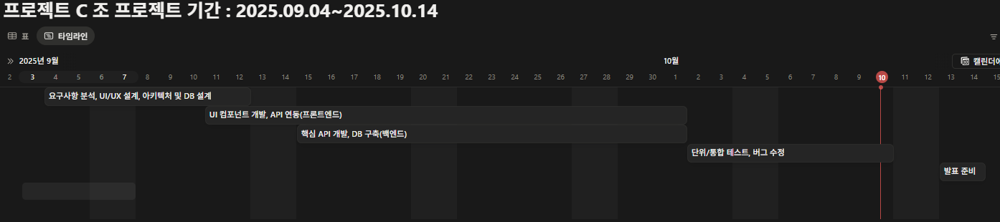 프로젝트 C 조 프로젝트 기간 : 2025.09.04~2025.10.14
표 타임라인
2025년 9월 10월 캘린더에
2 3 4 5 6 7 8 9 10 11 12 13 14 15 16 17 18 19 20 21 22 23 24 25 26 27 28 29 30 1 2 3 4 5 6 7 8 9 10 11 12 13 14 15
요구사항 분석, UI/UX 설계, 아키텍처 및 DB 설계
UI 컴포넌트 개발, API 연동(프론트엔드)
핵심 API 개발, DB 구축(백엔드)
단위/통합 테스트, 버그 수정
발표 준비